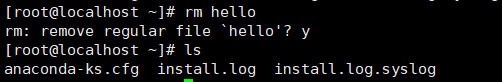 [root@localhost ~]# rm hello
rm: remove regular file `hello'? y
[root@localhost ~]# ls
anaconda-ks.cfg  install.log  install.log.syslog